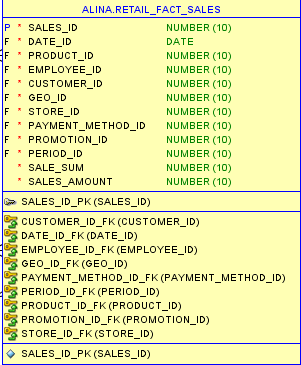 ALINA.RETAIL_FACT_SALES
P * SALES_ID NUMBER (10)
F * DATE_ID DATE
F * PRODUCT_ID NUMBER (10)
F * EMPLOYEE_ID NUMBER (10)
F * CUSTOMER_ID NUMBER (10)
F * GEO_ID NUMBER (10)
F * STORE_ID NUMBER (10)
F * PAYMENT_METHOD_ID NUMBER (10)
F * PROMOTION_ID NUMBER (10)
F * PERIOD_ID NUMBER (10)
* SALE_SUM NUMBER (10)
* SALES_AMOUNT NUMBER (10)
SALES_ID_PK (SALES_ID)
CUSTOMER_ID_FK (CUSTOMER_ID)
DATE_ID_FK (DATE_ID)
EMPLOYEE_ID_FK (EMPLOYEE_ID)
GEO_ID_FK (GEO_ID)
PAYMENT_METHOD_ID_FK (PAYMENT_METHOD_ID)
PERIOD_ID_FK (PERIOD_ID)
PRODUCT_ID_FK (PRODUCT_ID)
PROMOTION_ID_FK (PROMOTION_ID)
STORE_ID_FK (STORE_ID)
SALES_ID_PK (SALES_ID)